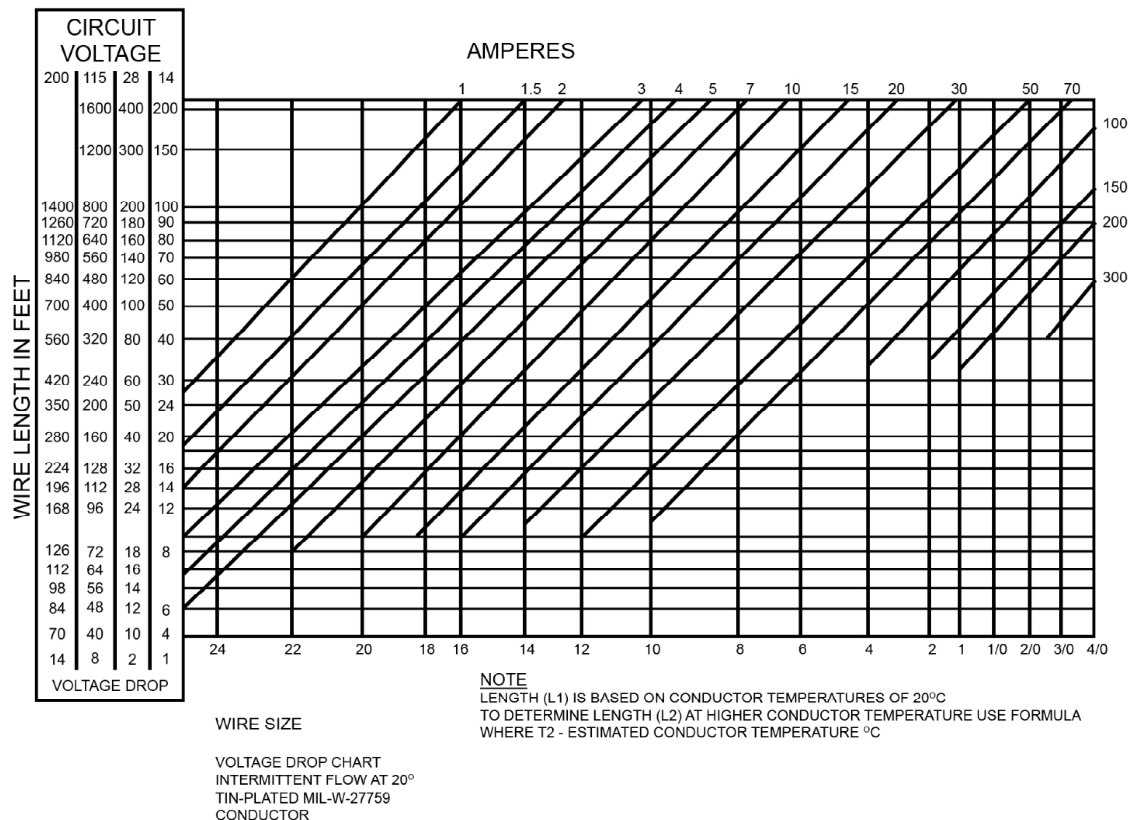 CIRCUIT
VOLTAGE
AMPERES
200 115 28 14
1 1.5 2 3 4 5 7 10 15 20 30 50 70
1600 400 200
100
1200 300 150
150
1400 800 200 100
1260 720 180 90
200
1120 640 160 80
980 560 140 70
840 480 120 60
300
700 400 100 50
560 320 80 40
420 240 60 30
350 200 50 24
280 160 40 20
224 128 32 16
196 112 28 14
168 96 24 12
126 72 18 8
112 64 16
98 56 14
84 48 12 6
70 40 10 4
14 8 2 1
VOLTAGE DROP
WIRE LENGTH IN FEET
24 22 20 18 16 14 12 10 8 6 4 2 1 1/0 2/0 3/0 4/0
NOTE
LENGTH (L1) IS BASED ON CONDUCTOR TEMPERATURES OF 20°C
TO DETERMINE LENGTH (L2) AT HIGHER CONDUCTOR TEMPERATURE USE FORMULA
WHERE T2 - ESTIMATED CONDUCTOR TEMPERATURE °C
WIRE SIZE
VOLTAGE DROP CHART
INTERMITTENT FLOW AT 20°
TIN-PLATED MIL-W-27759
CONDUCTOR